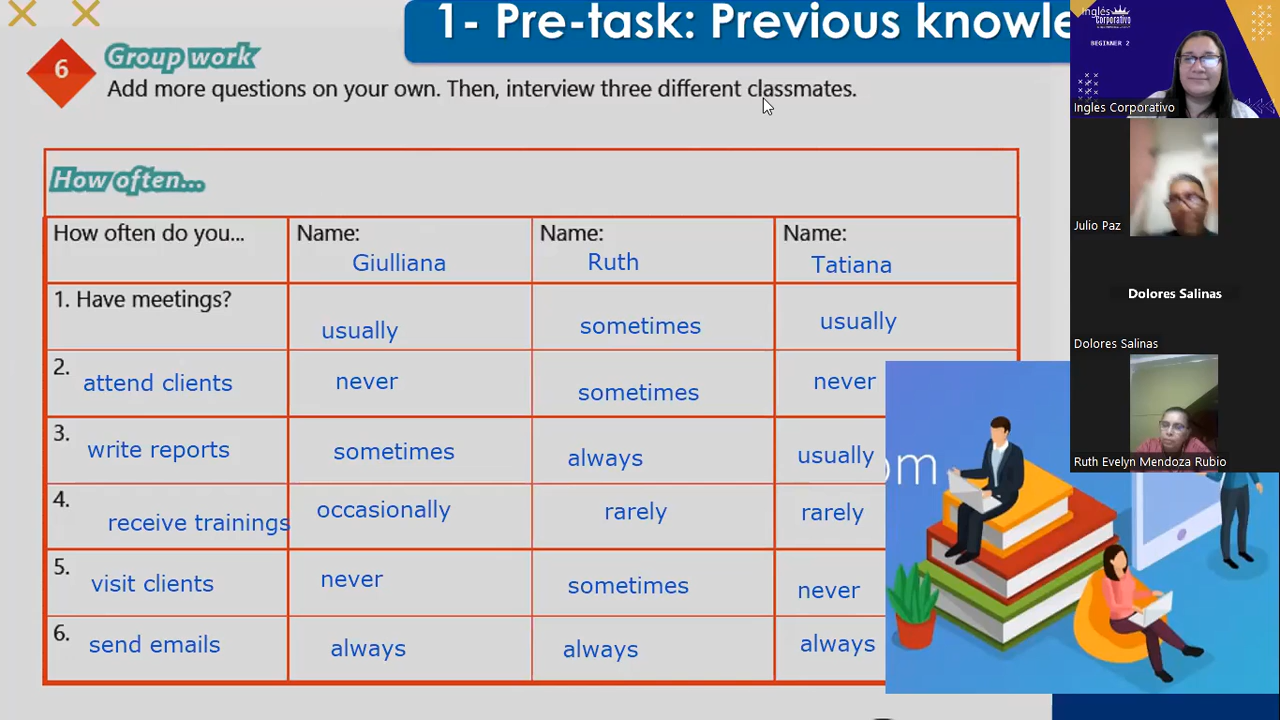 1- Pre-task: Previous knowle
6
Group work
Add more questions on your own. Then, interview three different classmates.
How often...
How often do you... Name: Name: Name:
Giulliana Ruth Tatiana
1. Have meetings? usually sometimes usually
2. attend clients never sometimes never
3. write reports sometimes always usually
4. receive trainings occasionally rarely rarely
5. visit clients never sometimes never
6. send emails always always always
om
Inglés
Corporativo
BEGINNER 2
Ingles Corporativo
Julio Paz
Dolores Salinas
Dolores Salinas
Ruth Evelyn Mendoza Rubio